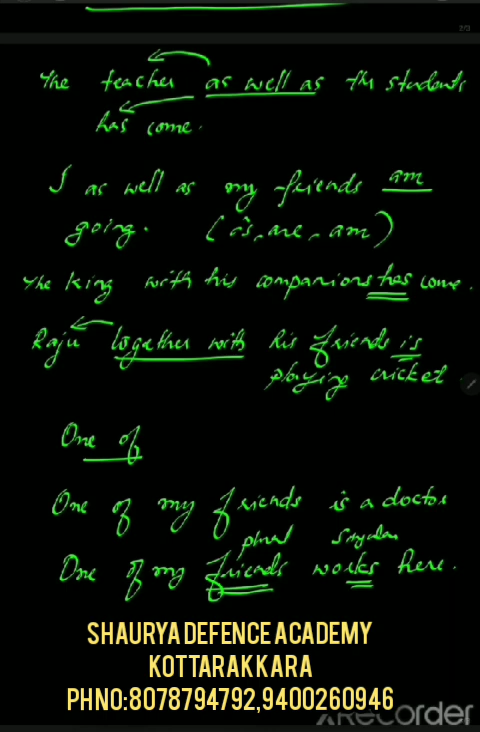 2/2
The teacher as well as the students
has come.
I as well as my friends am
going. (is, are, am)
The king with his companions has come.
Raju together with his friends is
playing cricket
One of
One of my friends is a doctor
plural singular
One of my friends works here.
SHAURYA DEFENCE ACADEMY
KOTTARAKKARA
PHNO:8078794792,9400260946
XRecorder